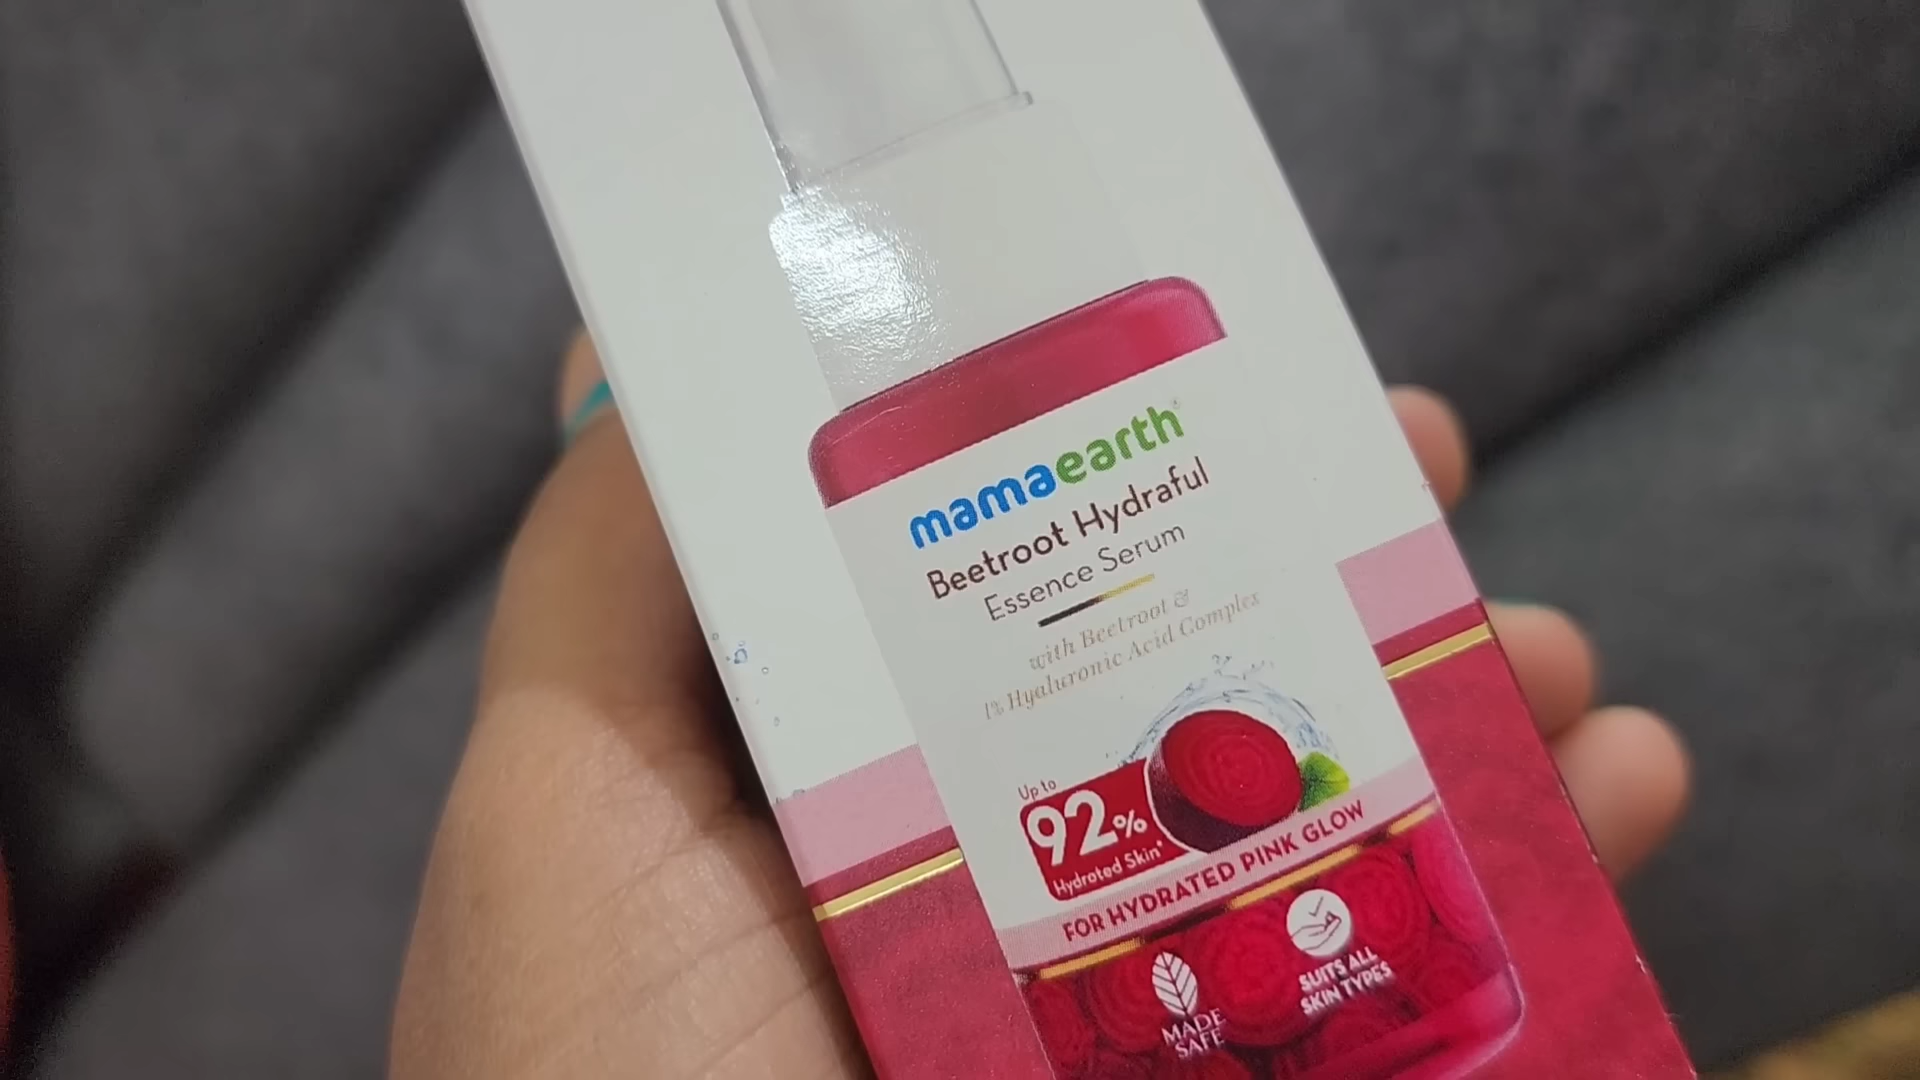 mamaearth
Beetroot Hydraful
Essence Serum
with Beetroot &
1% Hyaluronic Acid Complex
Up to
92%
Hydrated Skin*
FOR HYDRATED PINK GLOW
MADE
SAFE
SUITS ALL
SKIN TYPES